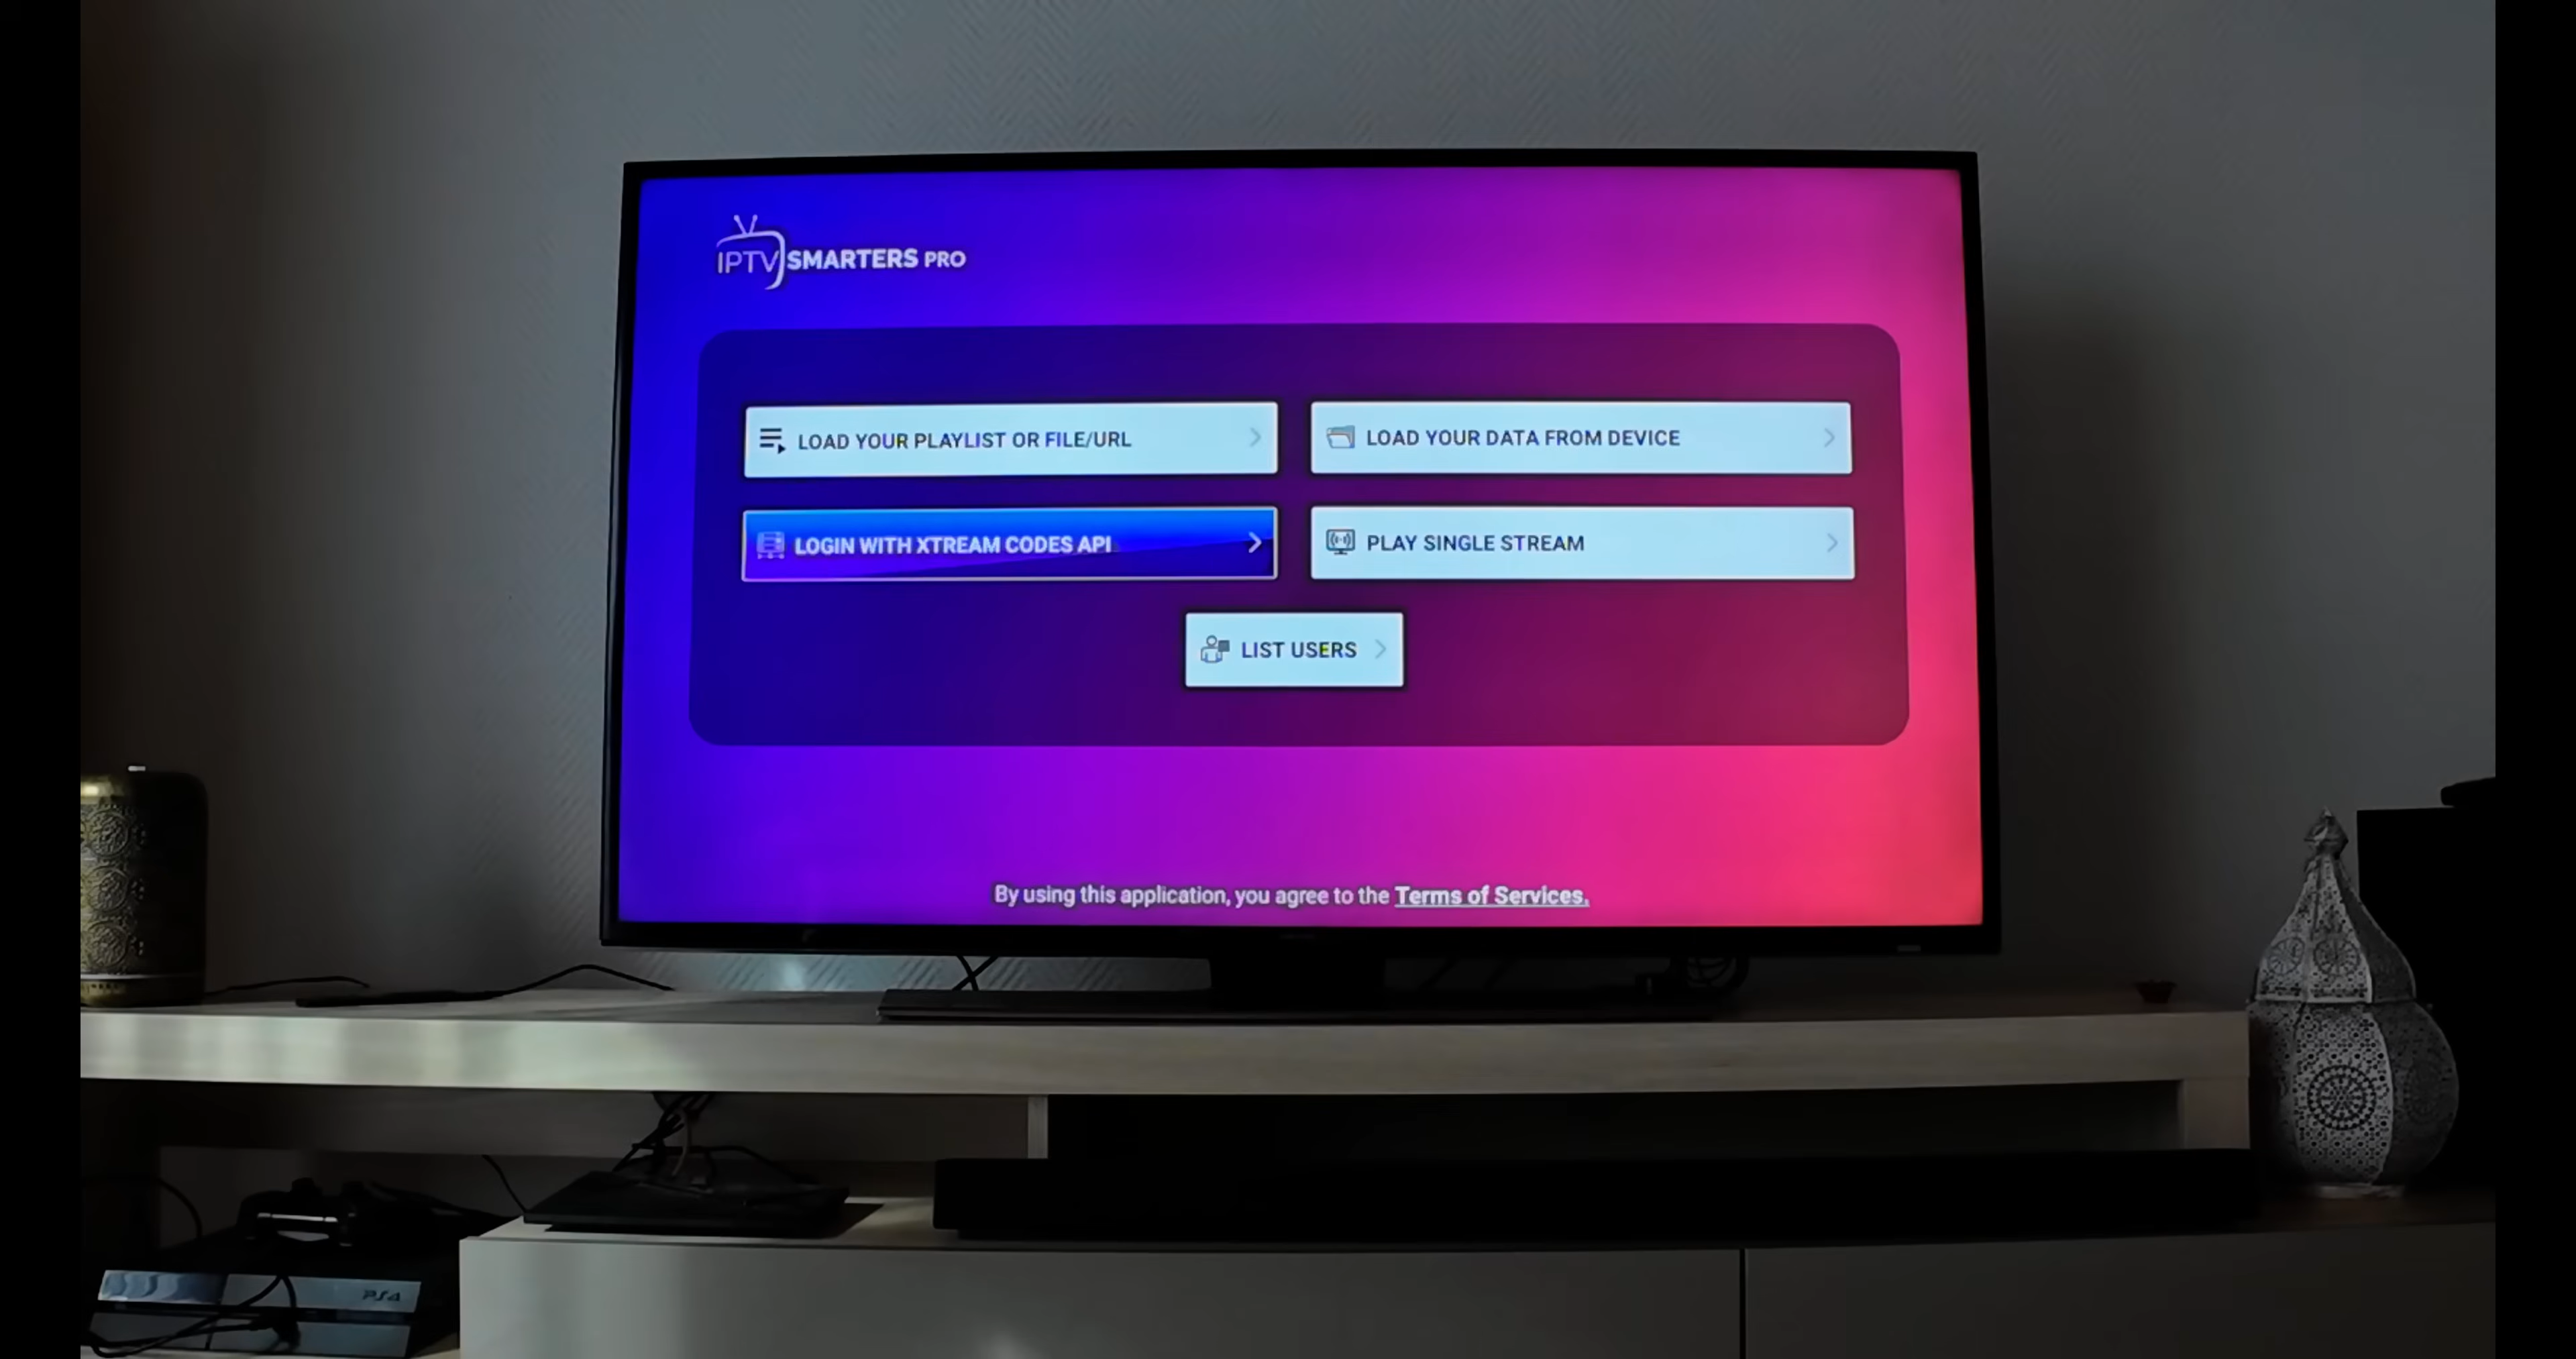 IPTV SMARTERS PRO
LOAD YOUR PLAYLIST OR FILE/URL
LOAD YOUR DATA FROM DEVICE
LOGIN WITH XTREAM CODES API
PLAY SINGLE STREAM
LIST USERS
By using this application, you agree to the Terms of Services.
PS4